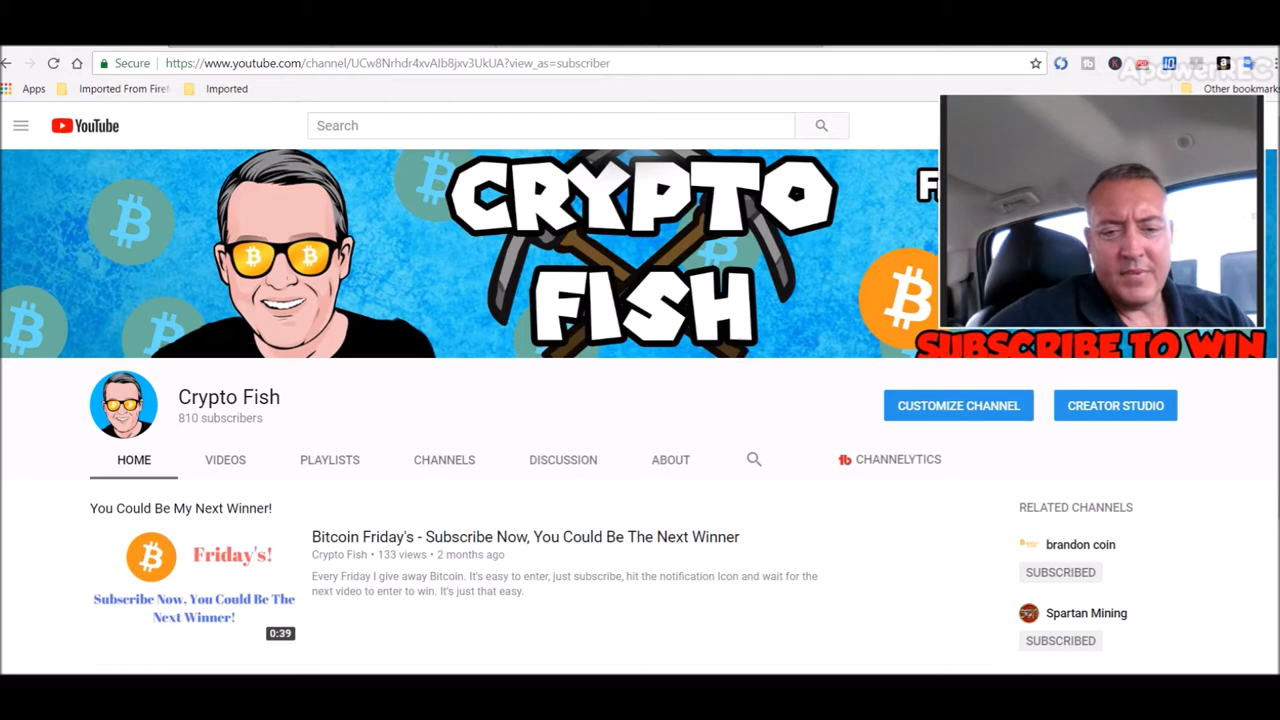 Secure
https://www.youtube.com/channel/UCw8Nrhdr4xvAIb8jxv3UkUA?view_as=subscriber
ApowerREC
Apps
Imported From Firef
Imported
Other bookmarks
YouTube
Search
CRYPTO
FISH
SUBSCRIBE TO WIN
Crypto Fish
810 subscribers
CUSTOMIZE CHANNEL
CREATOR STUDIO
HOME
VIDEOS
PLAYLISTS
CHANNELS
DISCUSSION
ABOUT
CHANNELYTICS
You Could Be My Next Winner!
Friday's!
Subscribe Now, You Could Be The
Next Winner!
0:39
Bitcoin Friday's - Subscribe Now, You Could Be The Next Winner
Crypto Fish • 133 views • 2 months ago
Every Friday I give away Bitcoin. It's easy to enter, just subscribe, hit the notification Icon and wait for the
next video to enter to win. It's just that easy.
RELATED CHANNELS
brandon coin
SUBSCRIBED
Spartan Mining
SUBSCRIBED